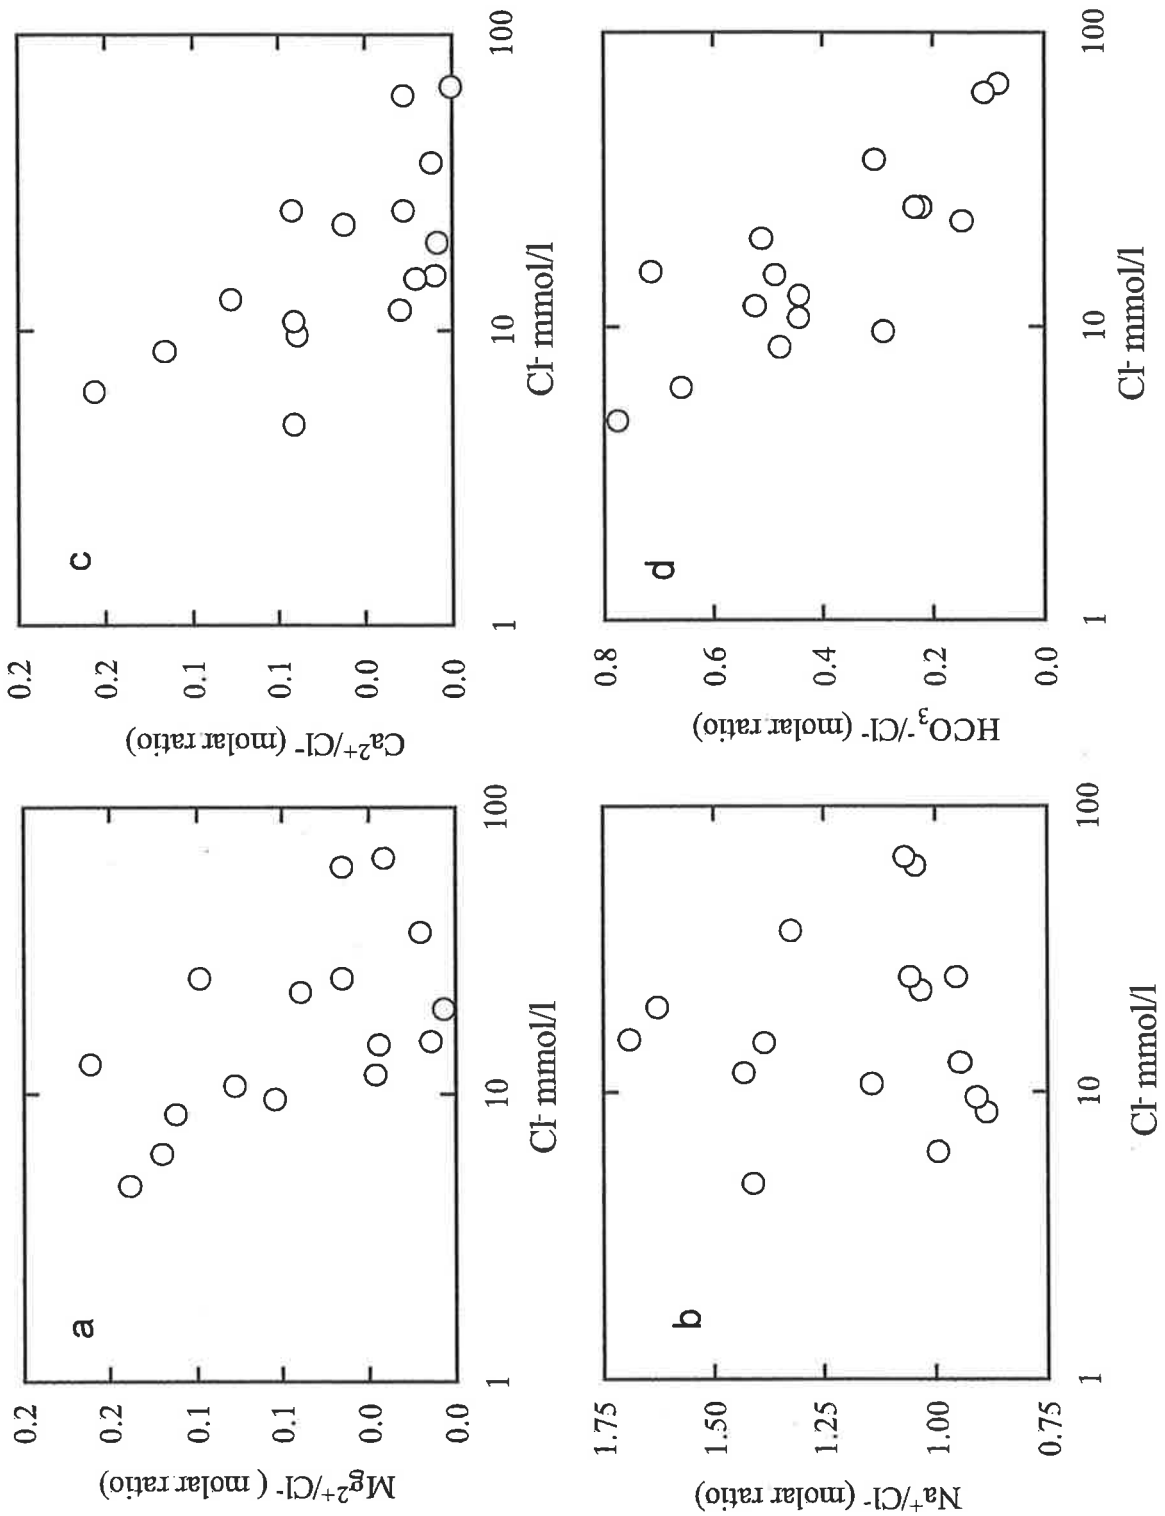 a
0.2
0.2
0.1
0.1
0.0
0.0
Mg²⁺/Cl⁻ ( molar ratio)
1
10
100
Cl⁻ mmol/l
c
0.2
0.2
0.1
0.1
0.0
0.0
Ca²⁺/Cl⁻ (molar ratio)
1
10
100
Cl⁻ mmol/l
b
1.75
1.50
1.25
1.00
0.75
Na⁺/Cl⁻ (molar ratio)
1
10
100
Cl⁻ mmol/l
d
0.8
0.6
0.4
0.2
0.0
HCO₃⁻/Cl⁻ (molar ratio)
1
10
100
Cl⁻ mmol/l